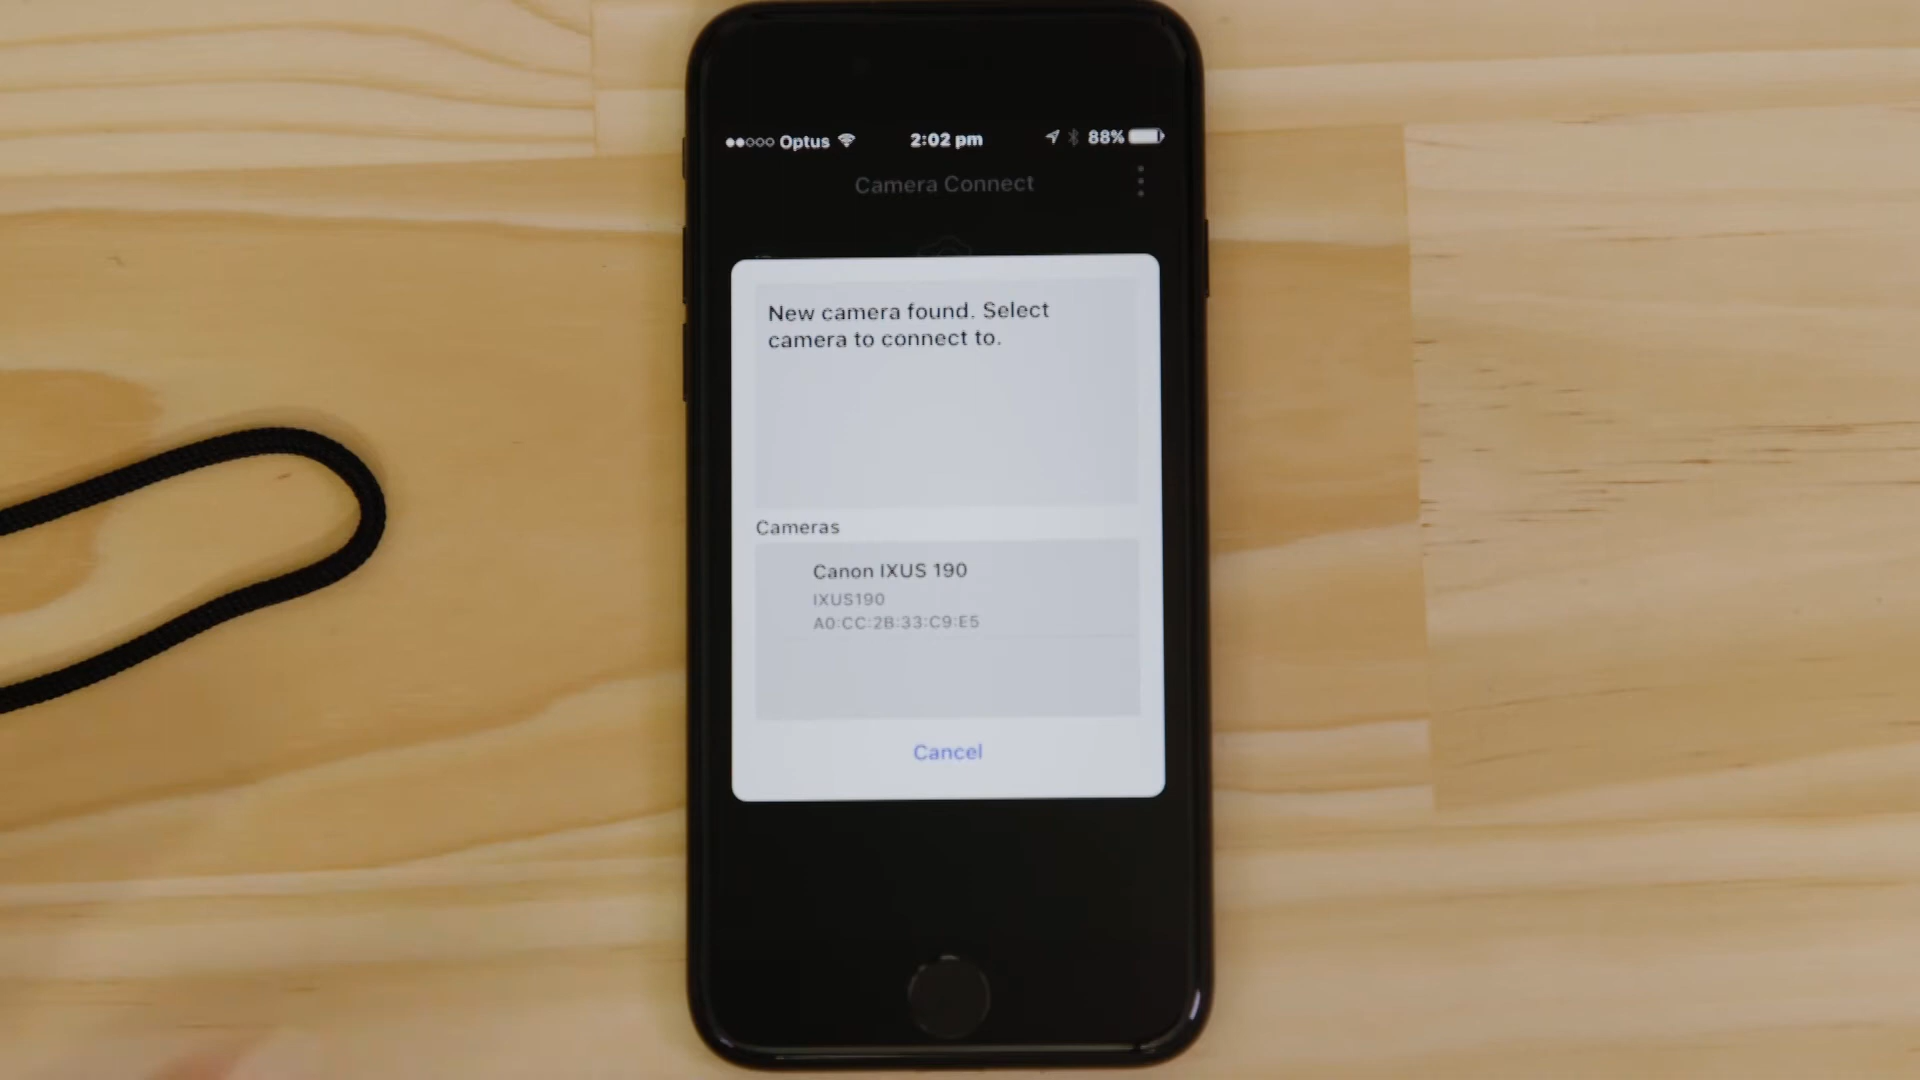 Optus 2:02 pm 88%
Camera Connect
New camera found. Select
camera to connect to.
Cameras
Canon IXUS 190
IXUS190
A0:CC:2B:33:C9:E5
Cancel